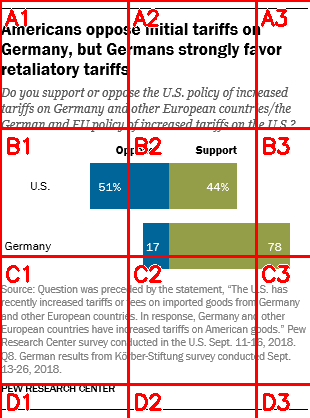 A1 A2 A3
Americans oppose initial tariffs on
Germany, but Germans strongly favor
retaliatory tariffs
Do you support or oppose the U.S. policy of increased
tariffs on Germany and other European countries/the
German and EU policy of increased tariffs on the U.S.?
B1 B2 B3
Oppose Support
U.S. 51% 44%
Germany 17 78
C1 C2 C3
Source: Question was preceded by the statement, “The U.S. has
recently increased tariffs or fees on imported goods from Germany
and other European countries. In response, Germany and other
European countries have increased tariffs on American goods.” Pew
Research Center survey conducted in the U.S. Sept. 11-16, 2018.
Q8. German results from Körber-Stiftung survey conducted Sept.
13-26, 2018.
PEW RESEARCH CENTER
D1 D2 D3